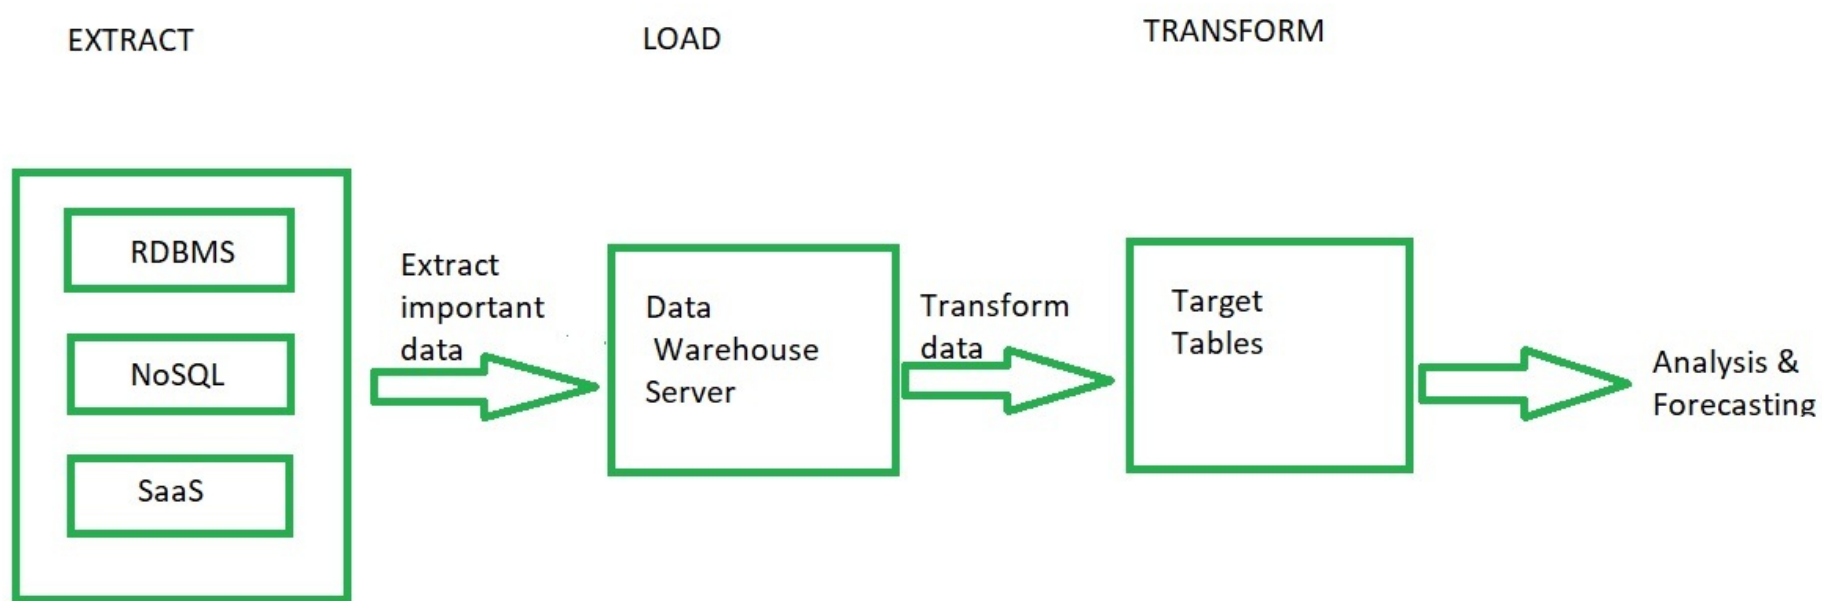 EXTRACT
LOAD
TRANSFORM
RDBMS
NoSQL
SaaS
Extract
important
data
Data
Warehouse
Server
Transform
data
Target
Tables
Analysis &
Forecasting